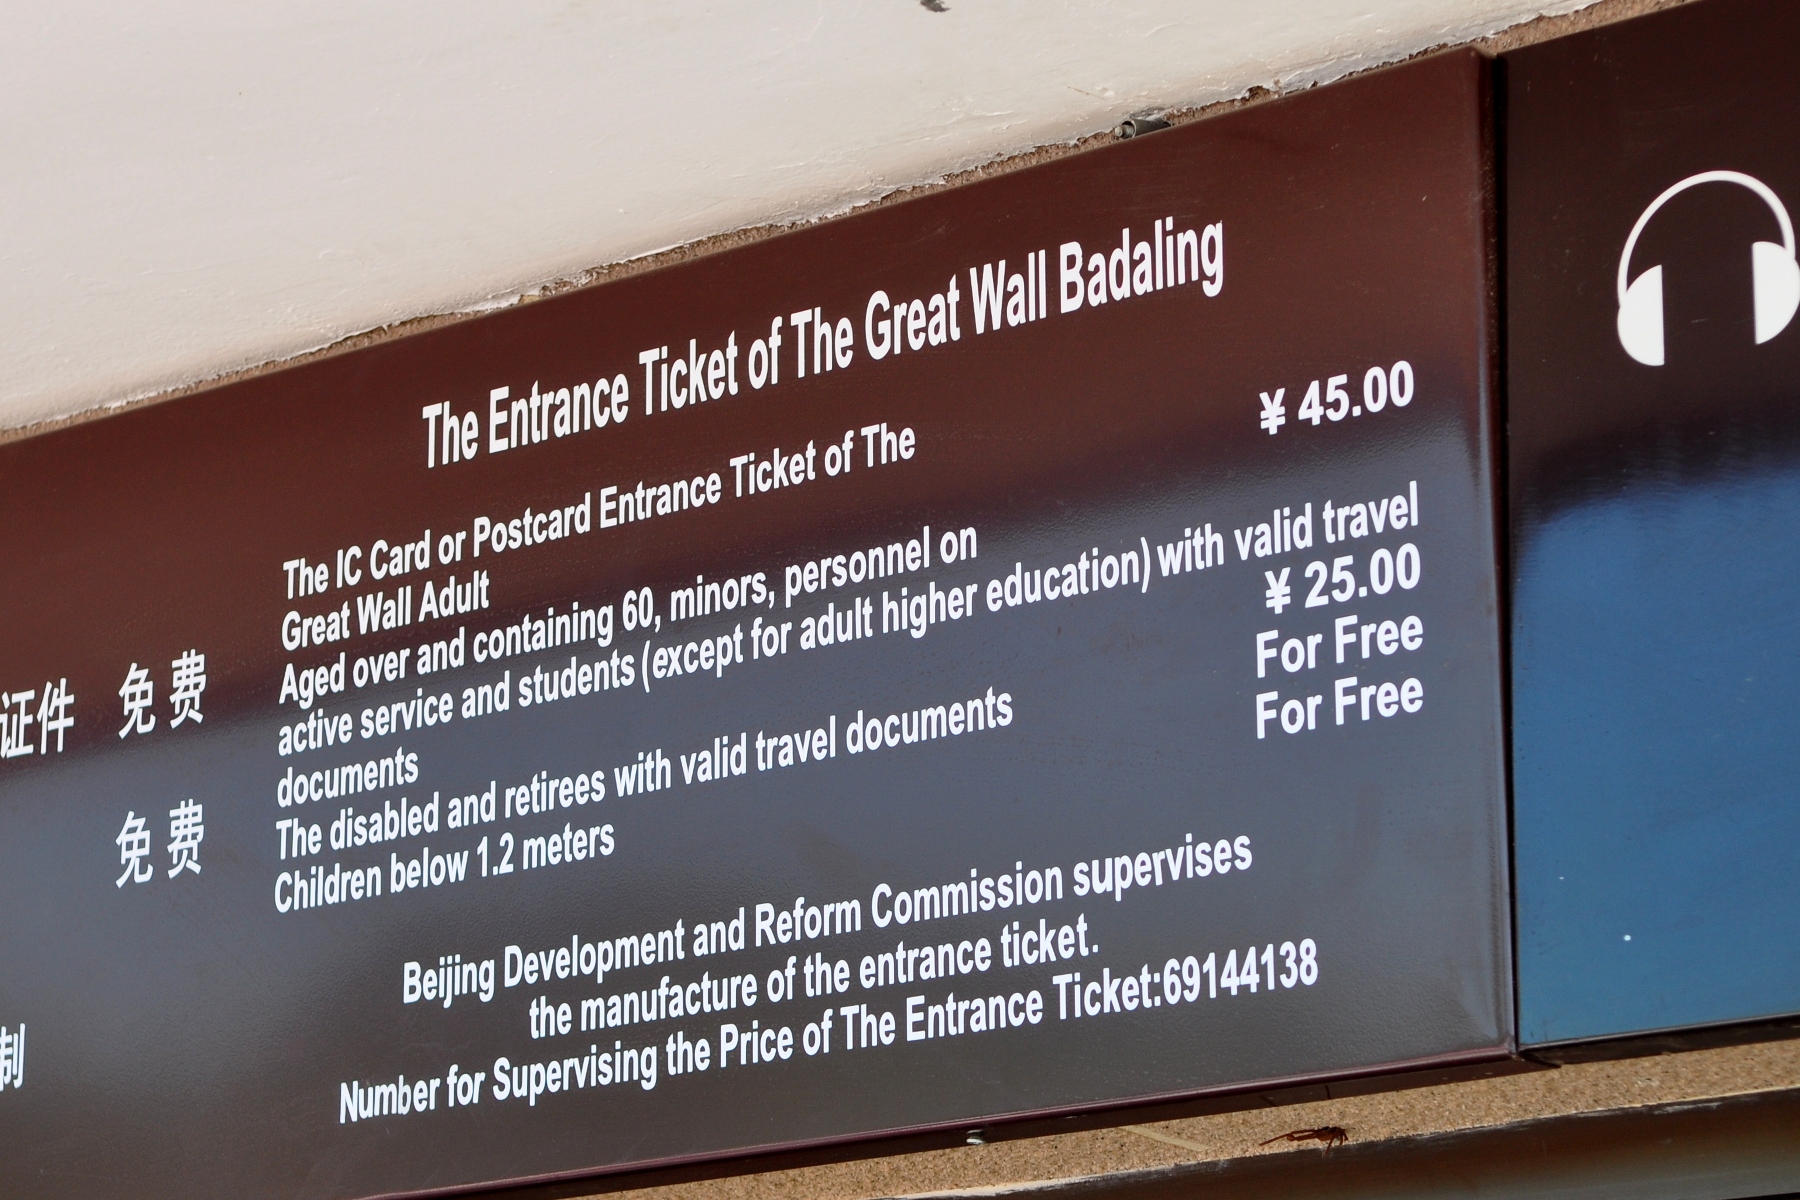 The Entrance Ticket of The Great Wall Badaling
The IC Card or Postcard Entrance Ticket of The ¥ 45.00
Great Wall Adult
Aged over and containing 60, minors, personnel on
active service and students (except for adult higher education) with valid travel
documents ¥ 25.00
The disabled and retirees with valid travel documents For Free
Children below 1.2 meters For Free
Beijing Development and Reform Commission supervises
the manufacture of the entrance ticket.
Number for Supervising the Price of The Entrance Ticket:69144138
证件 免费
免费
制